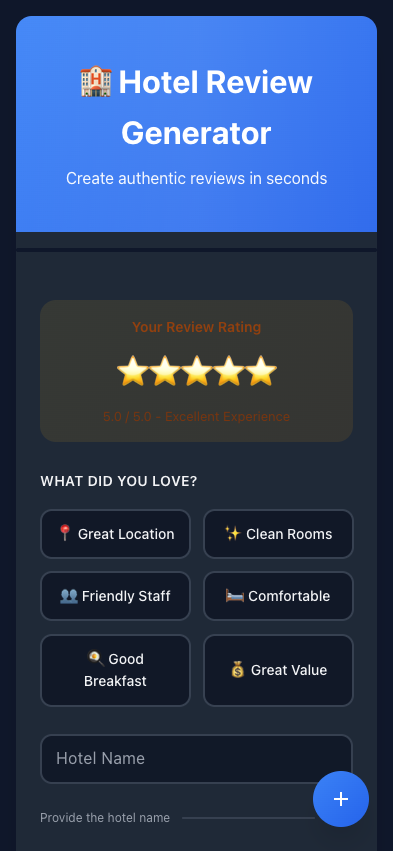 🏨 Hotel Review
Generator
Create authentic reviews in seconds
Your Review Rating
⭐⭐⭐⭐⭐
5.0 / 5.0 – Excellent Experience
WHAT DID YOU LOVE?
📍 Great Location
✨ Clean Rooms
👥 Friendly Staff
🛏️ Comfortable
🍳 Good
Breakfast
💰 Great Value
Hotel Name
+
Provide the hotel name